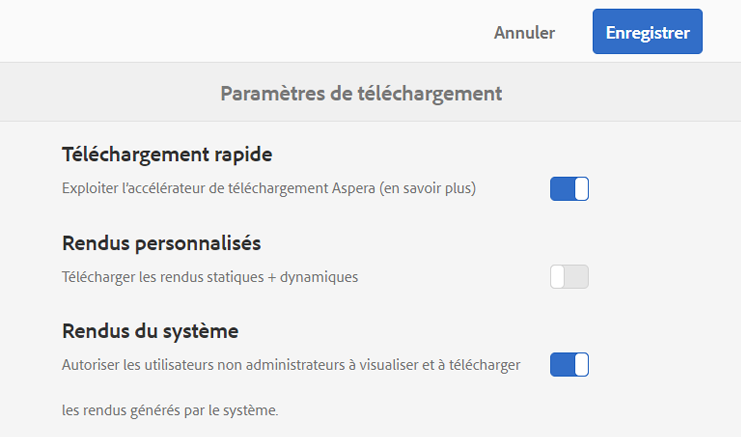 Annuler
Enregistrer
Paramètres de téléchargement
Téléchargement rapide
Exploiter l’accélérateur de téléchargement Aspera (en savoir plus)
Rendus personnalisés
Télécharger les rendus statiques + dynamiques
Rendus du système
Autoriser les utilisateurs non administrateurs à visualiser et à télécharger
les rendus générés par le système.